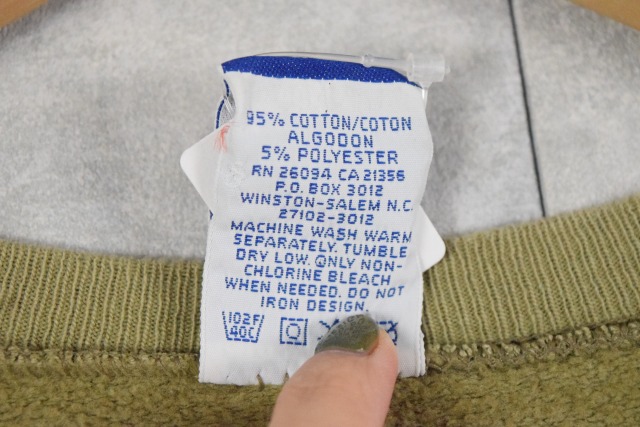 95% COTTON/COTON
ALGODON
5% POLYESTER
RN 26094 CA 21356
P.O. BOX 3012
WINSTON-SALEM N.C.
27102-3012
MACHINE WASH WARM
SEPARATELY. TUMBLE
DRY LOW. ONLY NON-
CHLORINE BLEACH
WHEN NEEDED. DO NOT
IRON DESIGN.
102F
40C